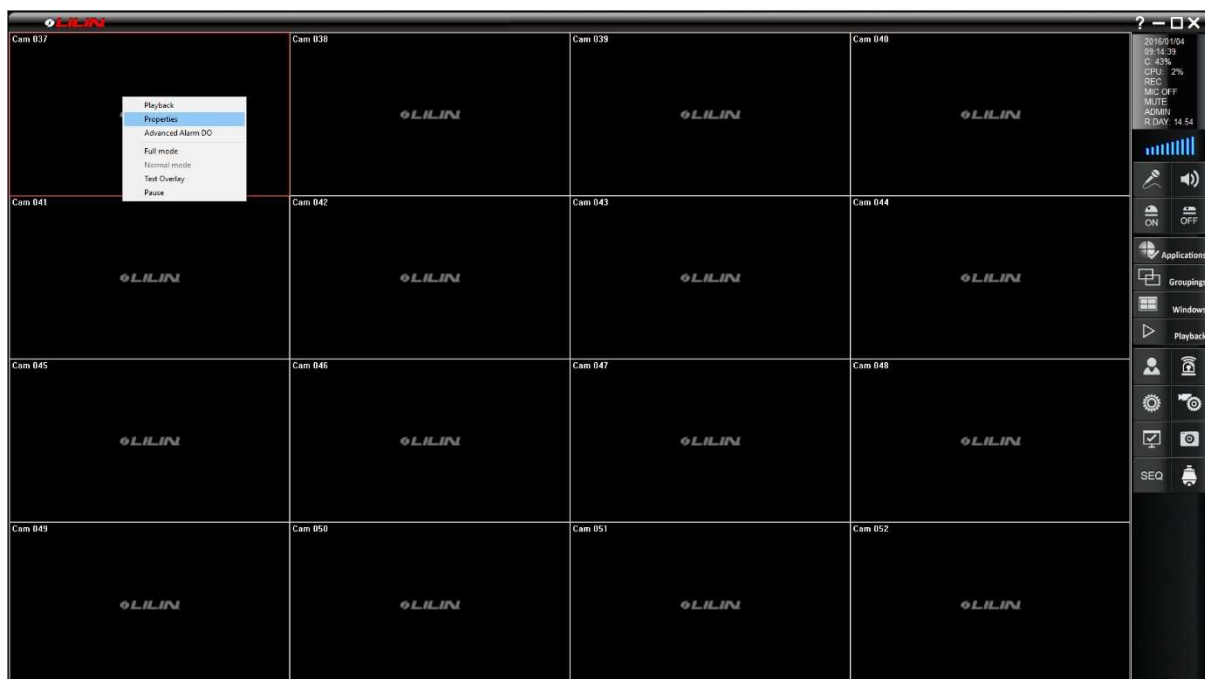 LILIN
? 
Cam 037
Cam 038
Cam 039
Cam 040
Playback
Properties
Advanced Alarm DO
Full mode
Normal mode
Text Overlay
Pause
LILIN
LILIN
LILIN
Cam 041
Cam 042
Cam 043
Cam 044
LILIN
LILIN
LILIN
LILIN
Cam 045
Cam 046
Cam 047
Cam 048
LILIN
LILIN
LILIN
LILIN
Cam 049
Cam 050
Cam 051
Cam 052
LILIN
LILIN
LILIN
LILIN
2016/01/04
09:14:39
C: 43%
CPU: 2%
REC
MIC OFF
MUTE
ADMIN
R.DAY: 14.54
ON
OFF
Applications
Groupings
Windows
Playback
SEQ